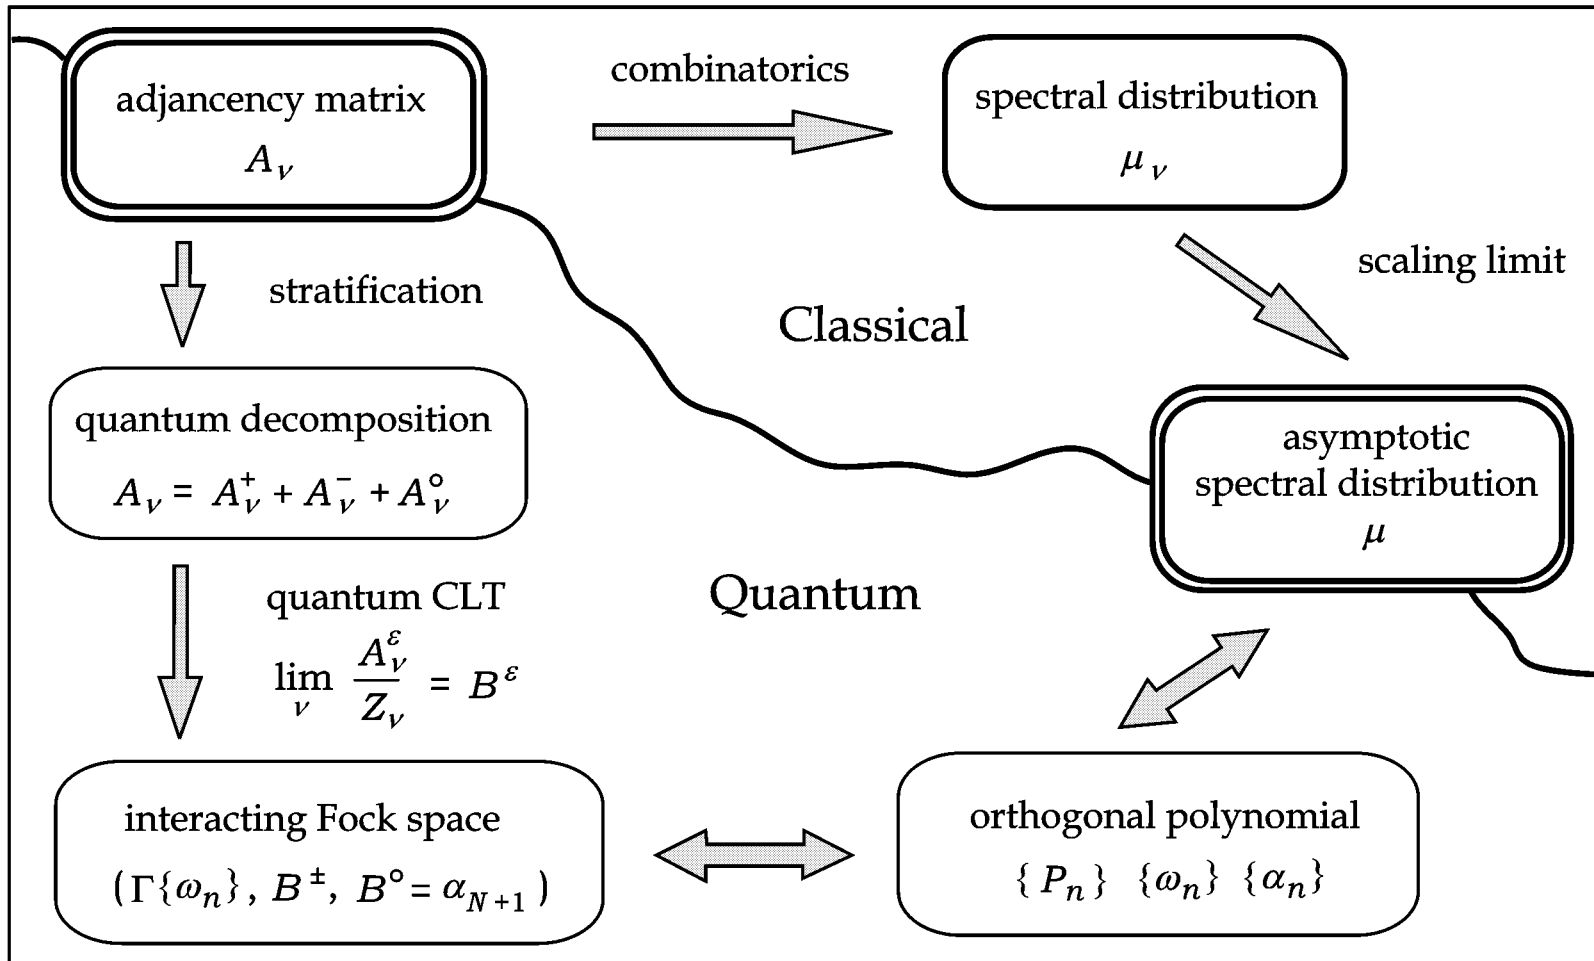 adjancency matrix
A_ν
combinatorics
spectral distribution
μ_ν
stratification
scaling limit
Classical
quantum decomposition
A_ν = A_ν^+ + A_ν^- + A_ν^°
asymptotic
spectral distribution
μ
quantum CLT
lim_ν A_ν^ε / Z_ν = B^ε
Quantum
interacting Fock space
(Γ{ω_n}, B^±, B^° = α_{N+1})
orthogonal polynomial
{P_n} {ω_n} {α_n}